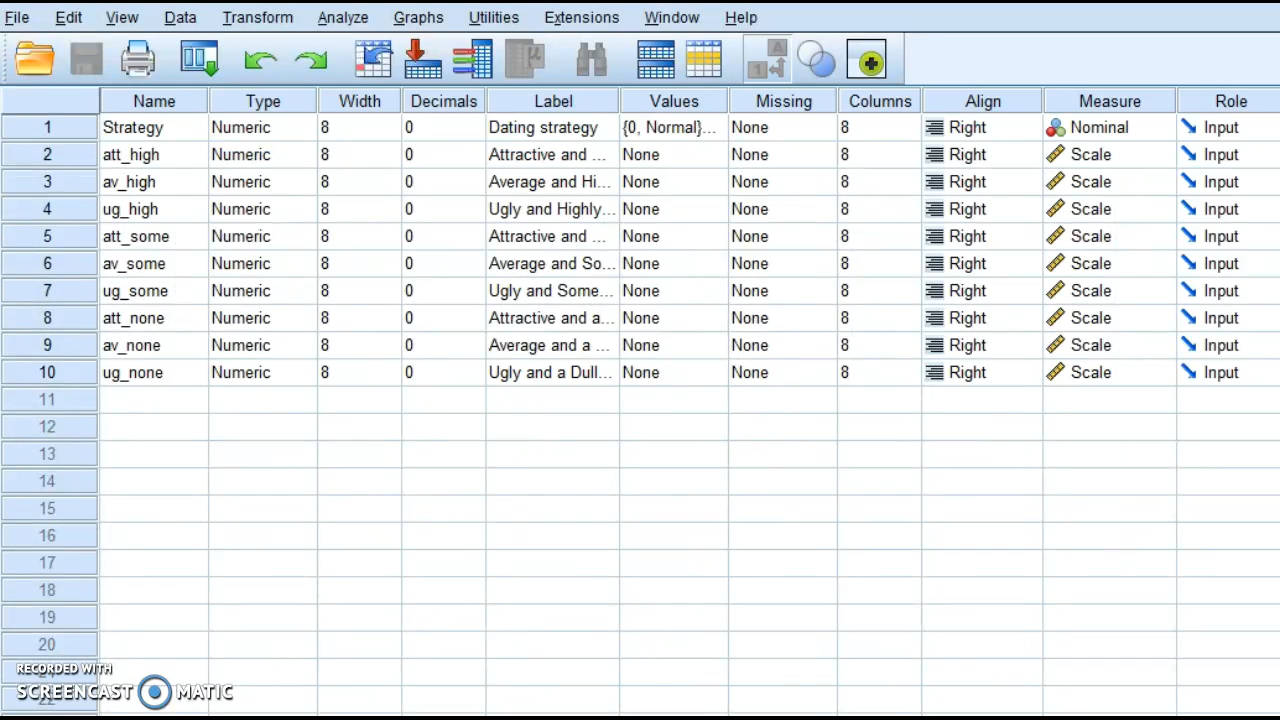 File Edit View Data Transform Analyze Graphs Utilities Extensions Window Help
Name Type Width Decimals Label Values Missing Columns Align Measure Role
1 Strategy Numeric 8 0 Dating strategy {0, Normal}... None 8 Right Nominal Input
2 att_high Numeric 8 0 Attractive and ... None None 8 Right Scale Input
3 av_high Numeric 8 0 Average and Hi... None None 8 Right Scale Input
4 ug_high Numeric 8 0 Ugly and Highly... None None 8 Right Scale Input
5 att_some Numeric 8 0 Attractive and ... None None 8 Right Scale Input
6 av_some Numeric 8 0 Average and So... None None 8 Right Scale Input
7 ug_some Numeric 8 0 Ugly and Some... None None 8 Right Scale Input
8 att_none Numeric 8 0 Attractive and a... None None 8 Right Scale Input
9 av_none Numeric 8 0 Average and a ... None None 8 Right Scale Input
10 ug_none Numeric 8 0 Ugly and a Dull... None None 8 Right Scale Input
11
12
13
14
15
16
17
18
19
20
RECORDED WITH
SCREENCAST MATIC
22